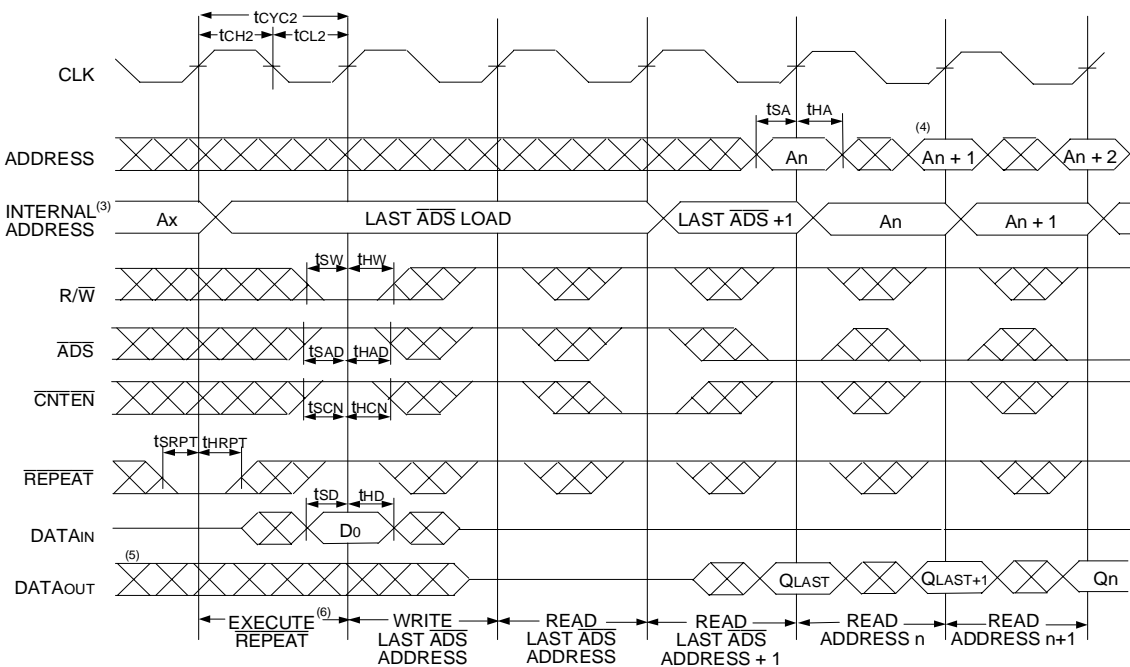 tCYC2
tCH2 tCL2
CLK
tSA tHA
ADDRESS
An
(4)
An + 1
An + 2
INTERNAL(3)
ADDRESS
Ax
LAST ADS LOAD
LAST ADS +1
An
An + 1
tSW tHW
R/W
ADS
tSAD tHAD
CNTEN
tSCN tHCN
tSRPT tHRPT
REPEAT
tSD tHD
DATAIN
D0
(5)
DATAOUT
QLAST
QLAST+1
Qn
EXECUTE(6)
REPEAT
WRITE
LAST ADS
ADDRESS
READ
LAST ADS
ADDRESS
READ
LAST ADS
ADDRESS + 1
READ
ADDRESS n
READ
ADDRESS n+1